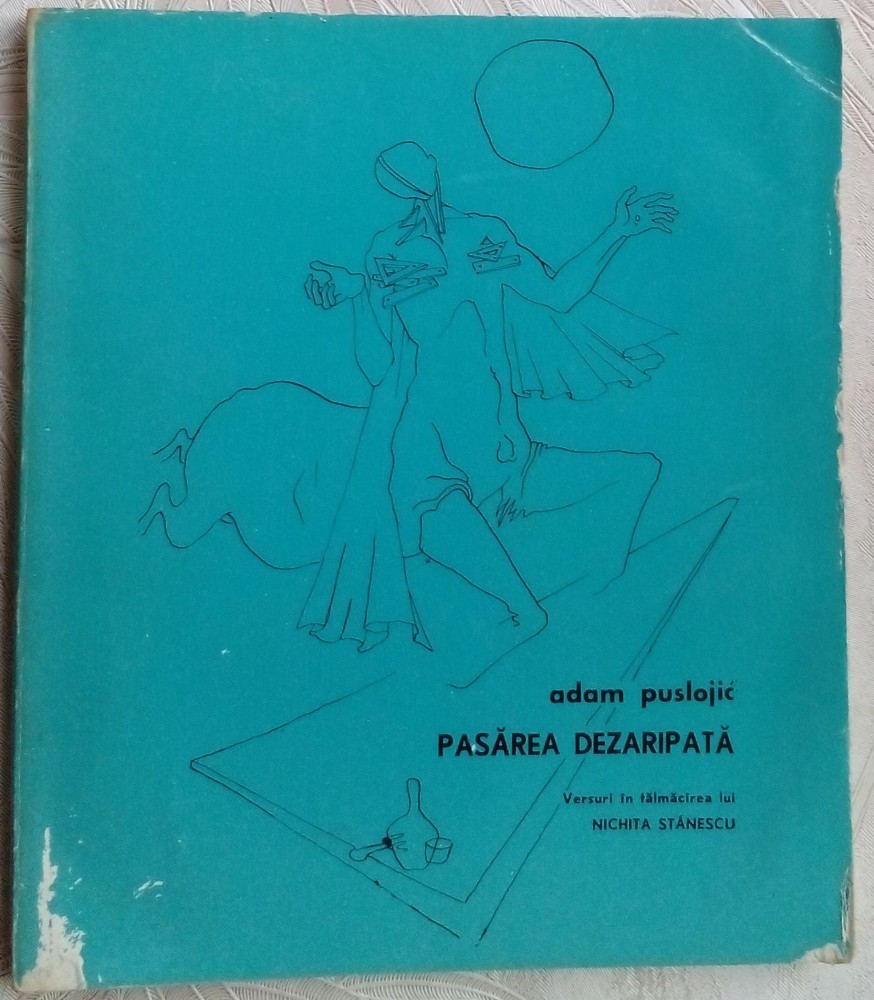 adam puslojić
PASĂREA DEZARIPATĂ
Versuri în tălmăcirea lui
NICHITA STĂNESCU